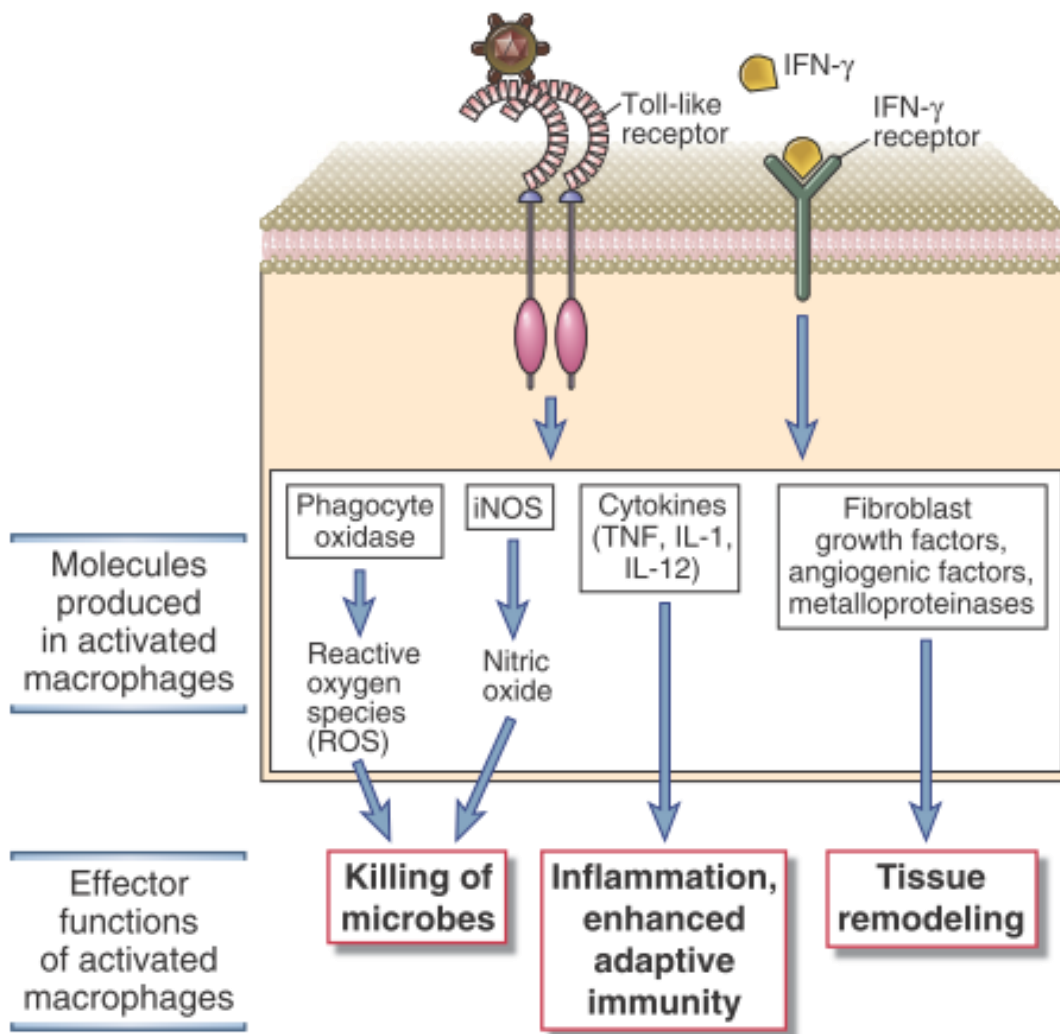 IFN-γ
Toll-like
receptor
IFN-γ
receptor
Phagocyte
oxidase
iNOS
Cytokines
(TNF, IL-1,
IL-12)
Fibroblast
growth factors,
angiogenic factors,
metalloproteinases
Molecules
produced
in activated
macrophages
Reactive
oxygen
species
(ROS)
Nitric
oxide
Effector
functions
of activated
macrophages
Killing of
microbes
Inflammation,
enhanced
adaptive
immunity
Tissue
remodeling